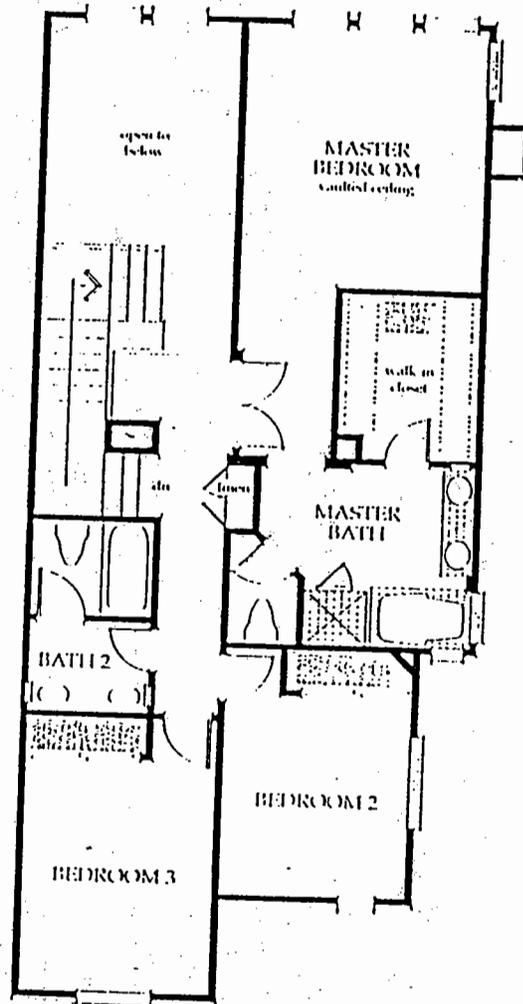 open to
below
MASTER
BEDROOM
vaulted ceiling
walk-in
closet
dn
linen
MASTER
BATH
BATH 2
BEDROOM 2
BEDROOM 3